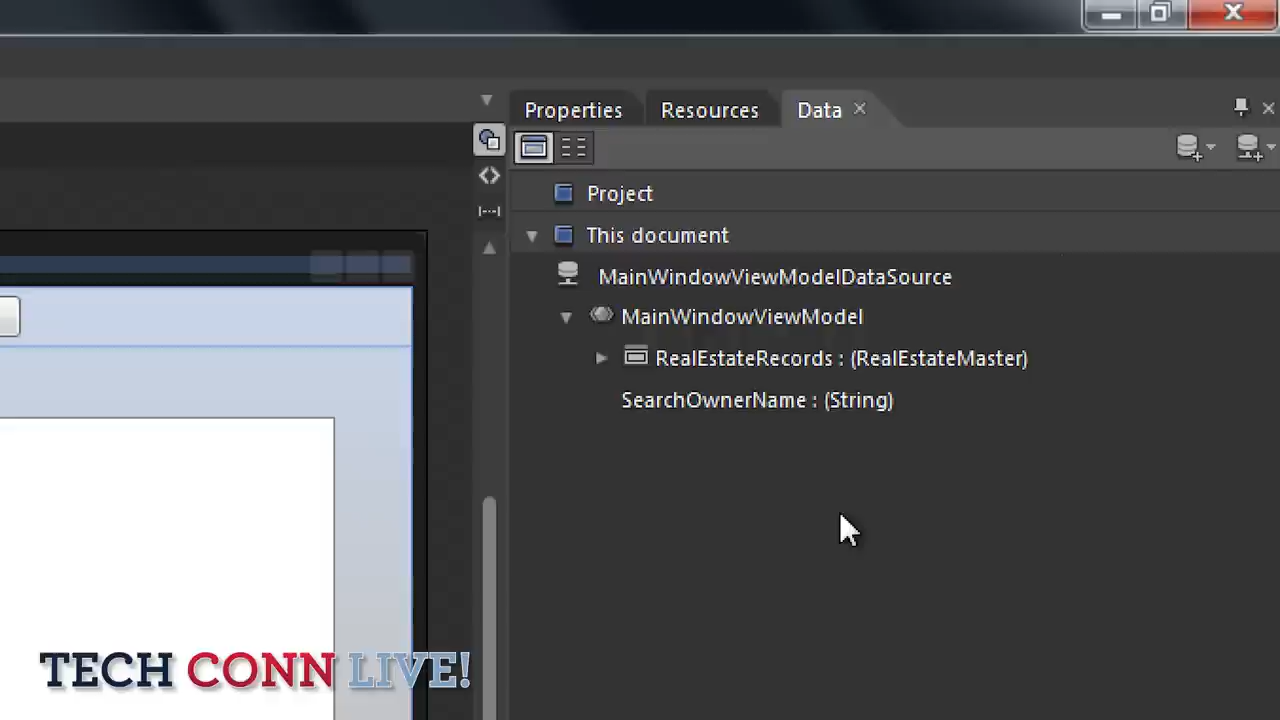 Properties Resources Data
Project
This document
MainWindowViewModelDataSource
MainWindowViewModel
RealEstateRecords : (RealEstateMaster)
SearchOwnerName : (String)
TECH CONN LIVE!